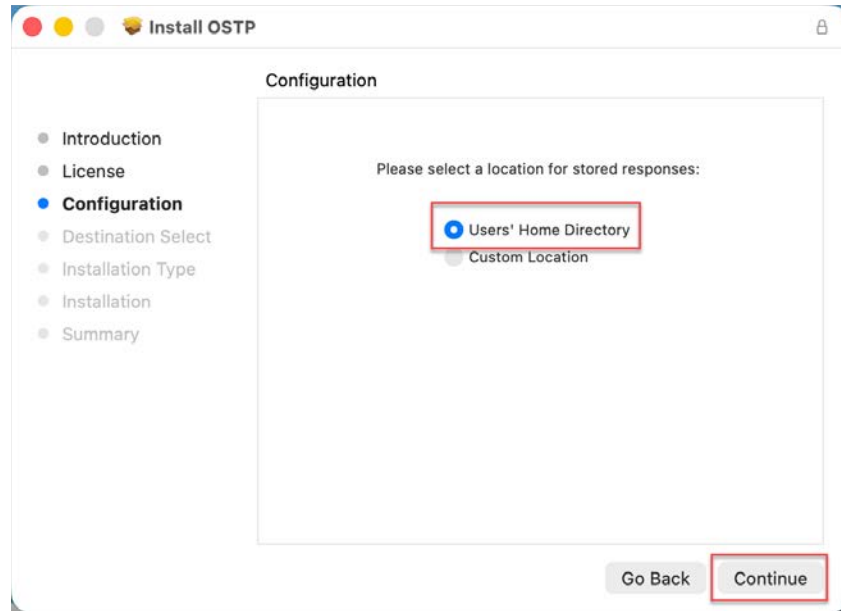 Install OSTP
Configuration
Introduction
License
Configuration
Destination Select
Installation Type
Installation
Summary
Please select a location for stored responses:
Users' Home Directory
Custom Location
Go Back
Continue